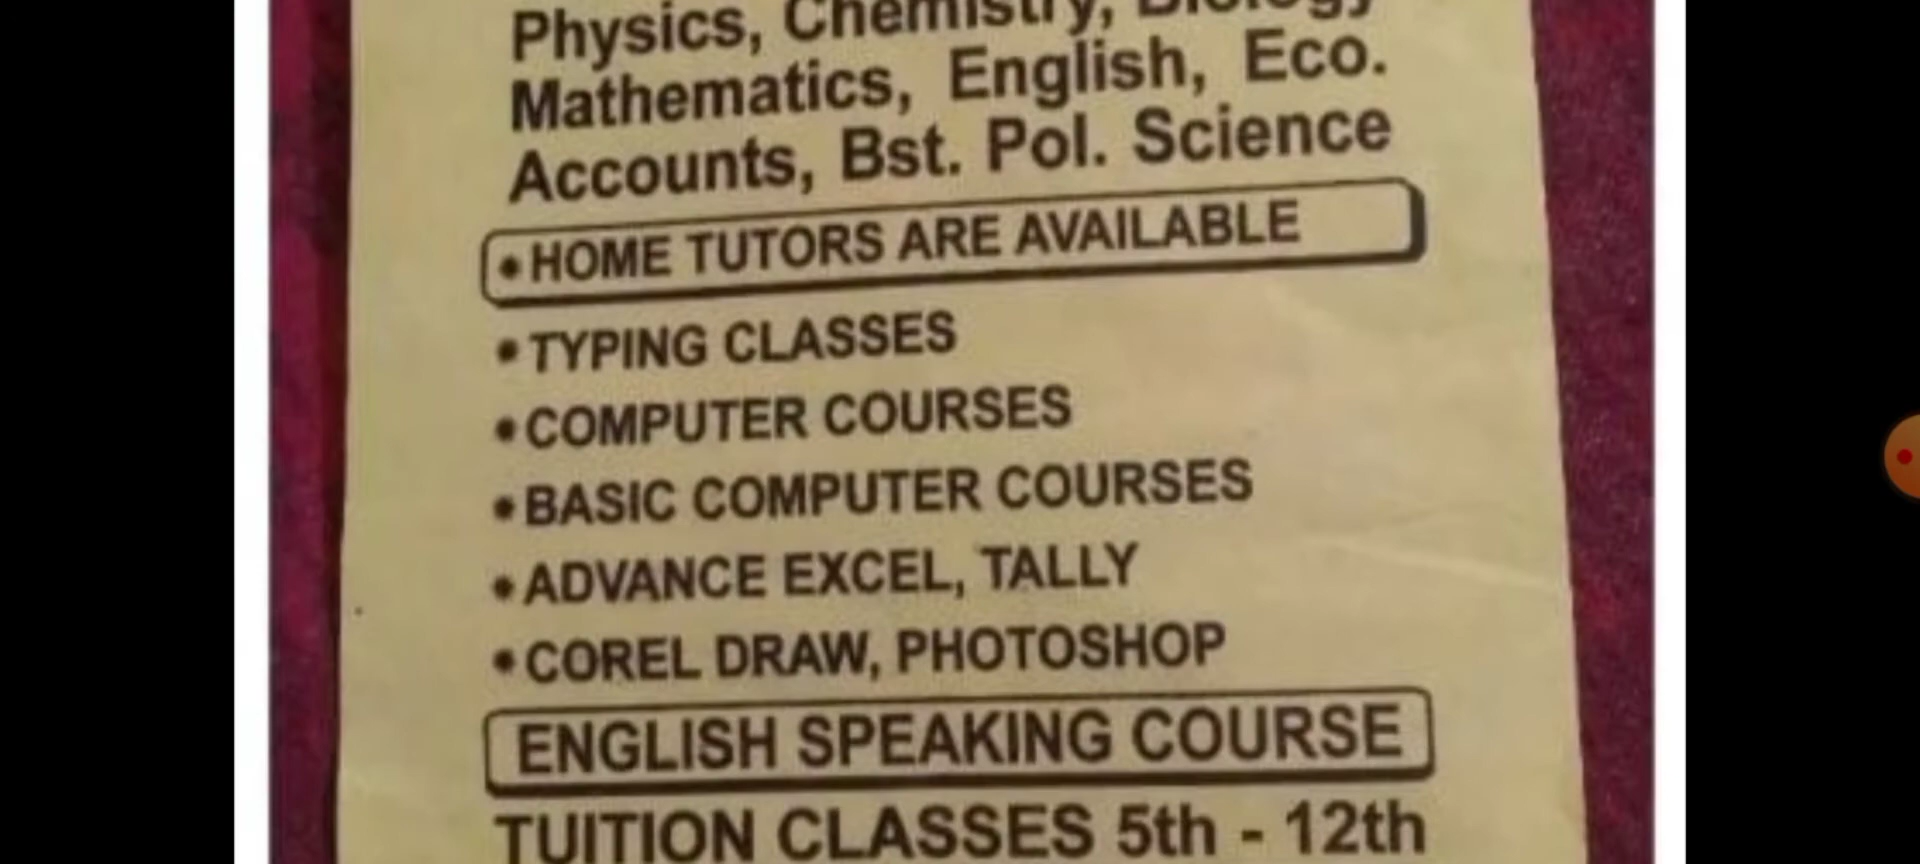 Physics, Chemistry, Biology
Mathematics, English, Eco.
Accounts, Bst. Pol. Science
• HOME TUTORS ARE AVAILABLE
• TYPING CLASSES
• COMPUTER COURSES
• BASIC COMPUTER COURSES
• ADVANCE EXCEL, TALLY
• COREL DRAW, PHOTOSHOP
ENGLISH SPEAKING COURSE
TUITION CLASSES 5th - 12th